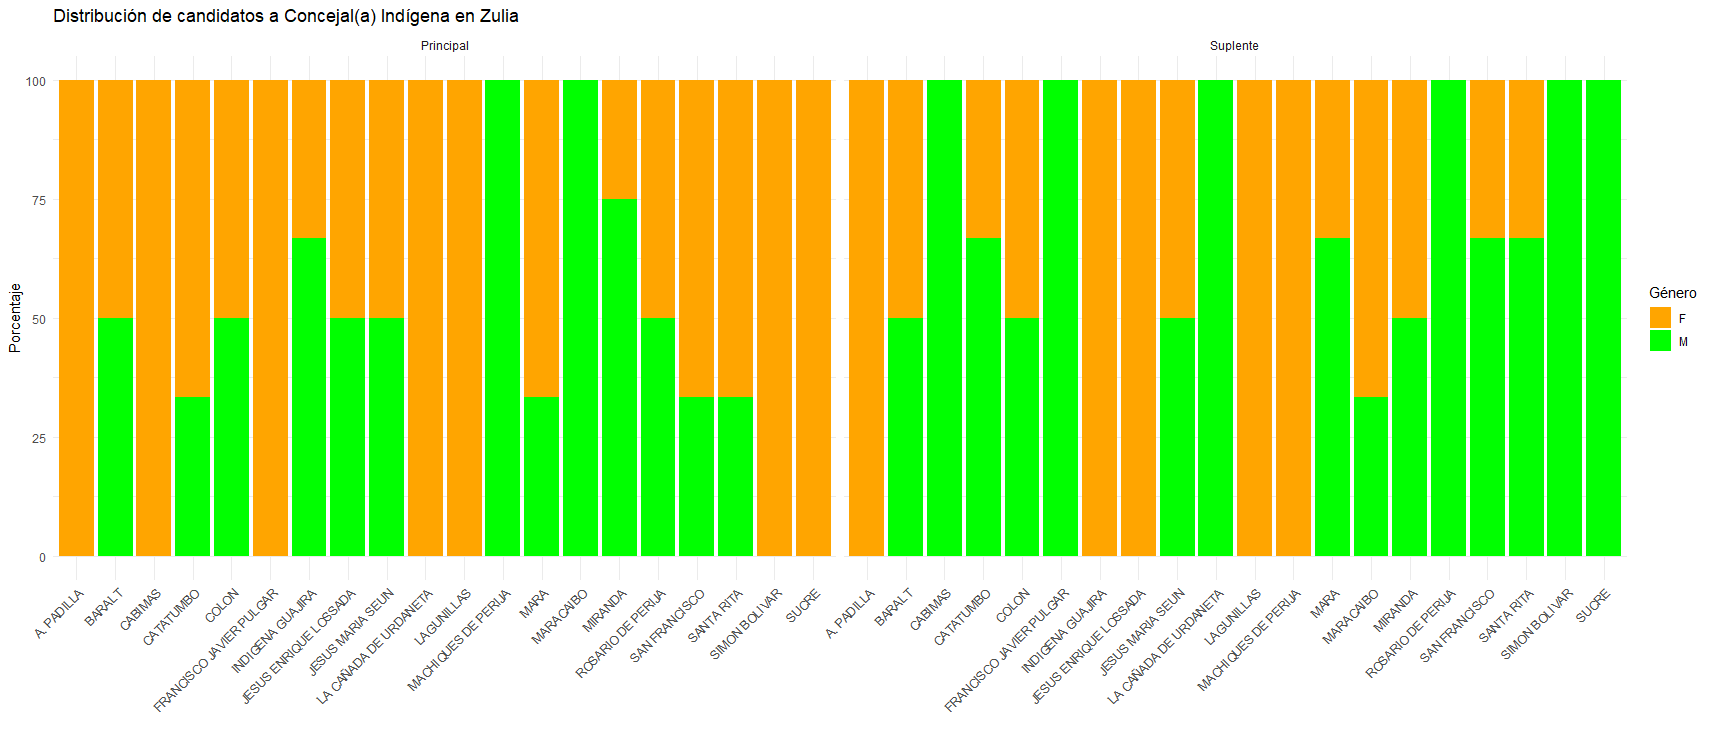 Distribución de candidatos a Concejal(a) Indígena en Zulia
Principal
Suplente
Porcentaje
100
75
50
25
0
A. PADILLA
BARALT
CABIMAS
CATATUMBO
COLON
FRANCISCO JAVIER PULGAR
INDIGENA GUAJIRA
JESUS ENRIQUE LOSSADA
JESUS MARIA SEUN
LA CAÑADA DE URDANETA
LAGUNILLAS
MACHIQUES DE PERIJA
MARA
MARACAIBO
MIRANDA
ROSARIO DE PERIJA
SAN FRANCISCO
SANTA RITA
SIMON BOLIVAR
SUCRE
A. PADILLA
BARALT
CABIMAS
CATATUMBO
COLON
FRANCISCO JAVIER PULGAR
INDIGENA GUAJIRA
JESUS ENRIQUE LOSSADA
JESUS MARIA SEUN
LA CAÑADA DE URDANETA
LAGUNILLAS
MACHIQUES DE PERIJA
MARA
MARACAIBO
MIRANDA
ROSARIO DE PERIJA
SAN FRANCISCO
SANTA RITA
SIMON BOLIVAR
SUCRE
Género
F
M